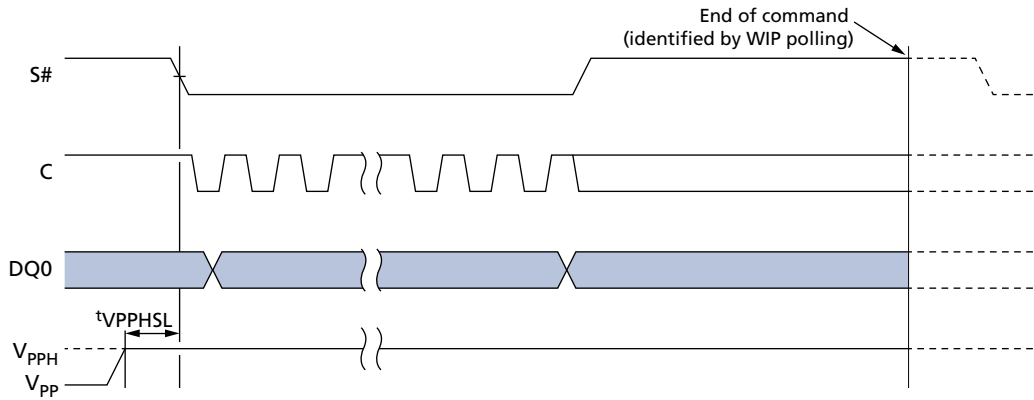 End of command
(identified by WIP polling)
S#
C
DQ0
tVPPHSL
VPPH
VPP